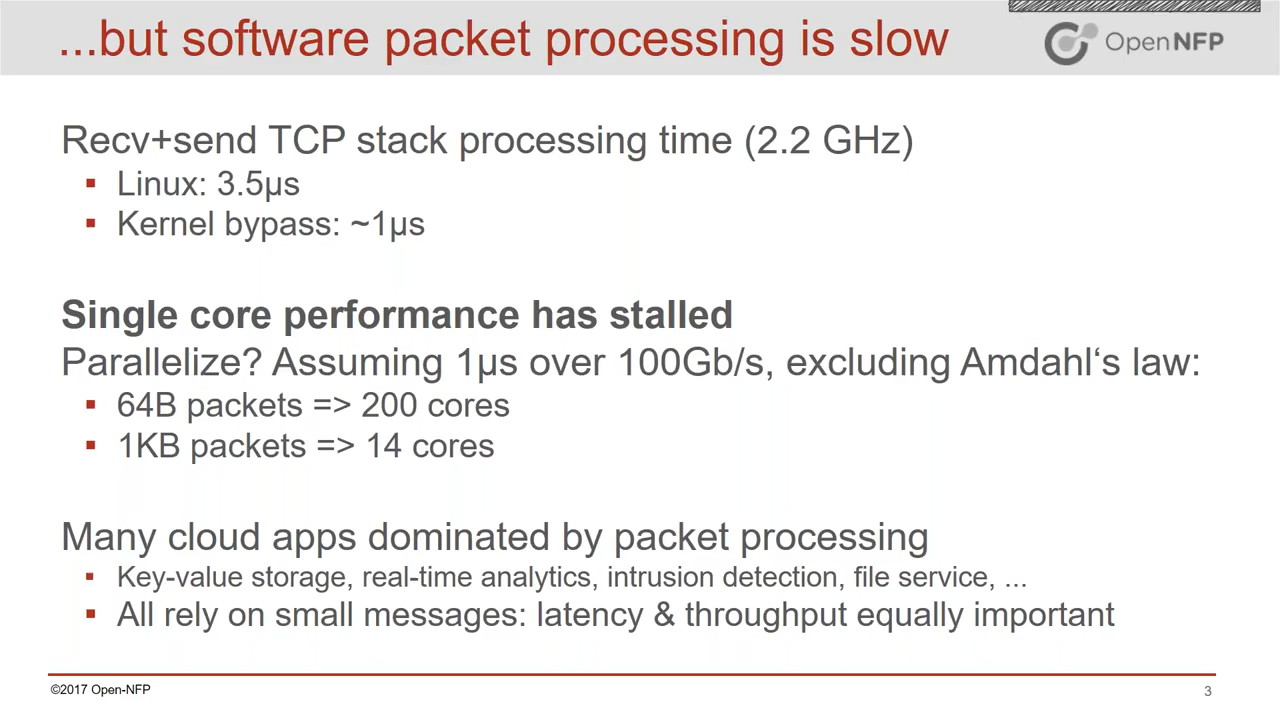 ...but software packet processing is slow
Open NFP
Recv+send TCP stack processing time (2.2 GHz)
▪ Linux: 3.5µs
▪ Kernel bypass: ~1µs
Single core performance has stalled
Parallelize? Assuming 1µs over 100Gb/s, excluding Amdahl‘s law:
▪ 64B packets => 200 cores
▪ 1KB packets => 14 cores
Many cloud apps dominated by packet processing
▪ Key-value storage, real-time analytics, intrusion detection, file service, ...
▪ All rely on small messages: latency & throughput equally important
©2017 Open-NFP
3